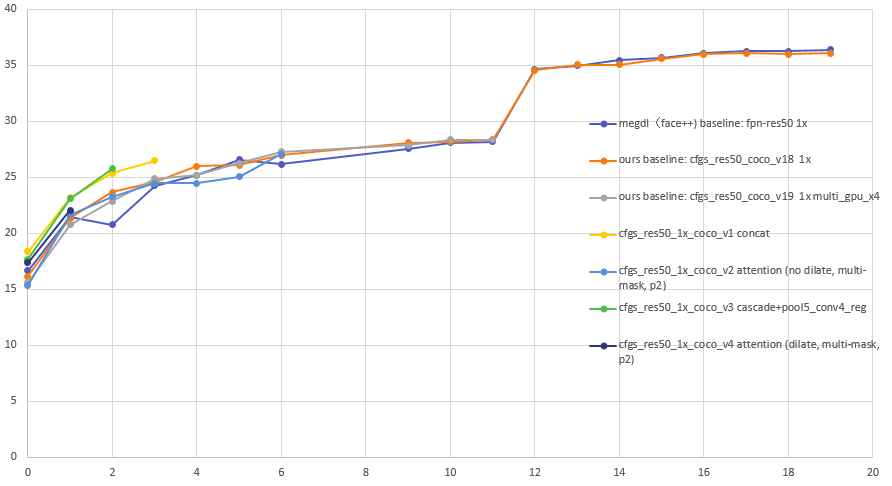 40
35
30
25
20
15
10
5
0
0 2 4 6 8 10 12 14 16 18 20
megdl（face++) baseline: fpn-res50 1x
ours baseline: cfgs_res50_coco_v18 1x
ours baseline: cfgs_res50_coco_v19 1x multi_gpu_x4
cfgs_res50_1x_coco_v1 concat
cfgs_res50_1x_coco_v2 attention (no dilate, multi-
mask, p2)
cfgs_res50_1x_coco_v3 cascade+pool5_conv4_reg
cfgs_res50_1x_coco_v4 attention (dilate, multi-mask,
p2)